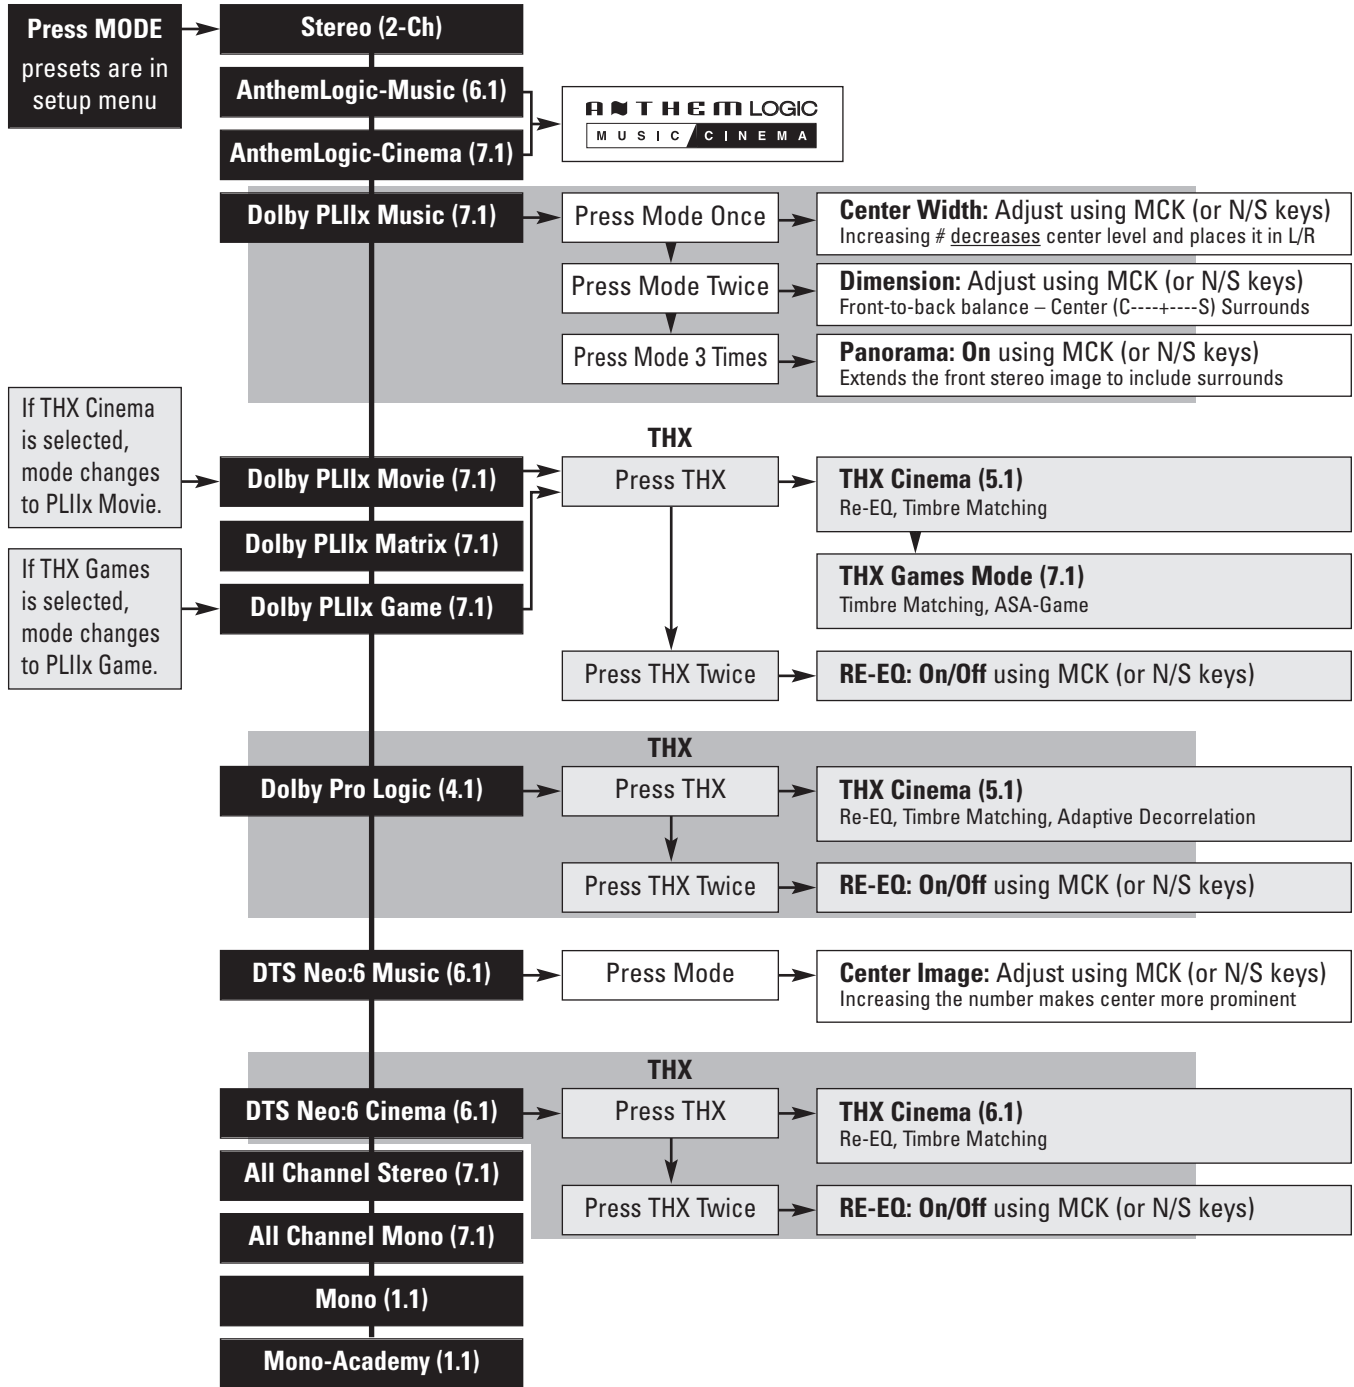 Press MODE
presets are in
setup menu
Stereo (2-Ch)
AnthemLogic-Music (6.1)
AnthemLogic-Cinema (7.1)
ANTHEM LOGIC
MUSIC CINEMA
Dolby PLIIx Music (7.1)
Press Mode Once
Center Width: Adjust using MCK (or N/S keys)
Increasing # decreases center level and places it in L/R
Press Mode Twice
Dimension: Adjust using MCK (or N/S keys)
Front-to-back balance – Center (C----+----S) Surrounds
Press Mode 3 Times
Panorama: On using MCK (or N/S keys)
Extends the front stereo image to include surrounds
If THX Cinema
is selected,
mode changes
to PLIIx Movie.
THX
Dolby PLIIx Movie (7.1)
Press THX
THX Cinema (5.1)
Re-EQ, Timbre Matching
Dolby PLIIx Matrix (7.1)
If THX Games
is selected,
mode changes
to PLIIx Game.
Dolby PLIIx Game (7.1)
THX Games Mode (7.1)
Timbre Matching, ASA-Game
Press THX Twice
RE-EQ: On/Off using MCK (or N/S keys)
THX
Dolby Pro Logic (4.1)
Press THX
THX Cinema (5.1)
Re-EQ, Timbre Matching, Adaptive Decorrelation
Press THX Twice
RE-EQ: On/Off using MCK (or N/S keys)
DTS Neo:6 Music (6.1)
Press Mode
Center Image: Adjust using MCK (or N/S keys)
Increasing the number makes center more prominent
THX
DTS Neo:6 Cinema (6.1)
Press THX
THX Cinema (6.1)
Re-EQ, Timbre Matching
All Channel Stereo (7.1)
Press THX Twice
RE-EQ: On/Off using MCK (or N/S keys)
All Channel Mono (7.1)
Mono (1.1)
Mono-Academy (1.1)